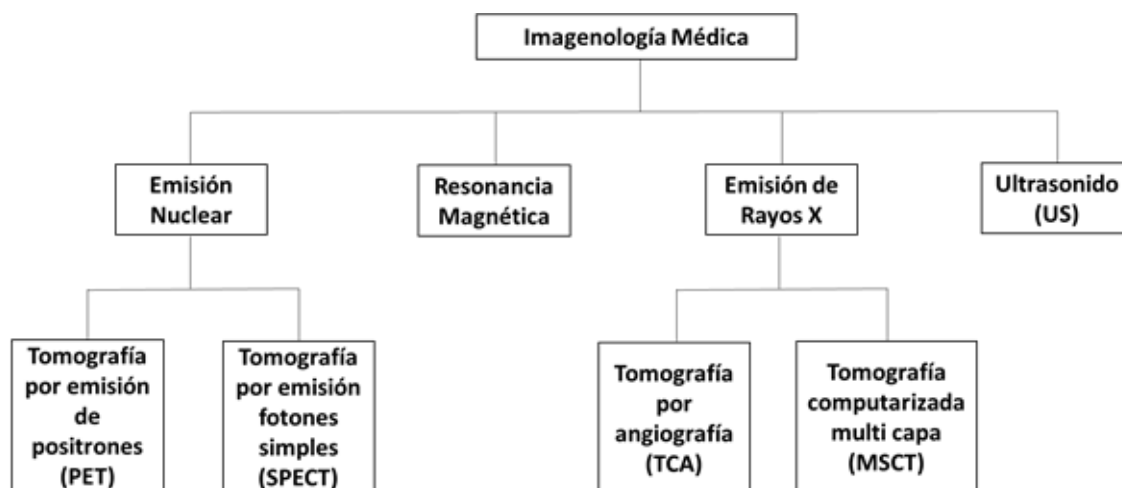 Imagenología Médica
Emisión
Nuclear
Resonancia
Magnética
Emisión de
Rayos X
Ultrasonido
(US)
Tomografía
por emisión
de
positrones
(PET)
Tomografía
por emisión
fotones
simples
(SPECT)
Tomografía
por
angiografía
(TCA)
Tomografía
computarizada
multi capa
(MSCT)